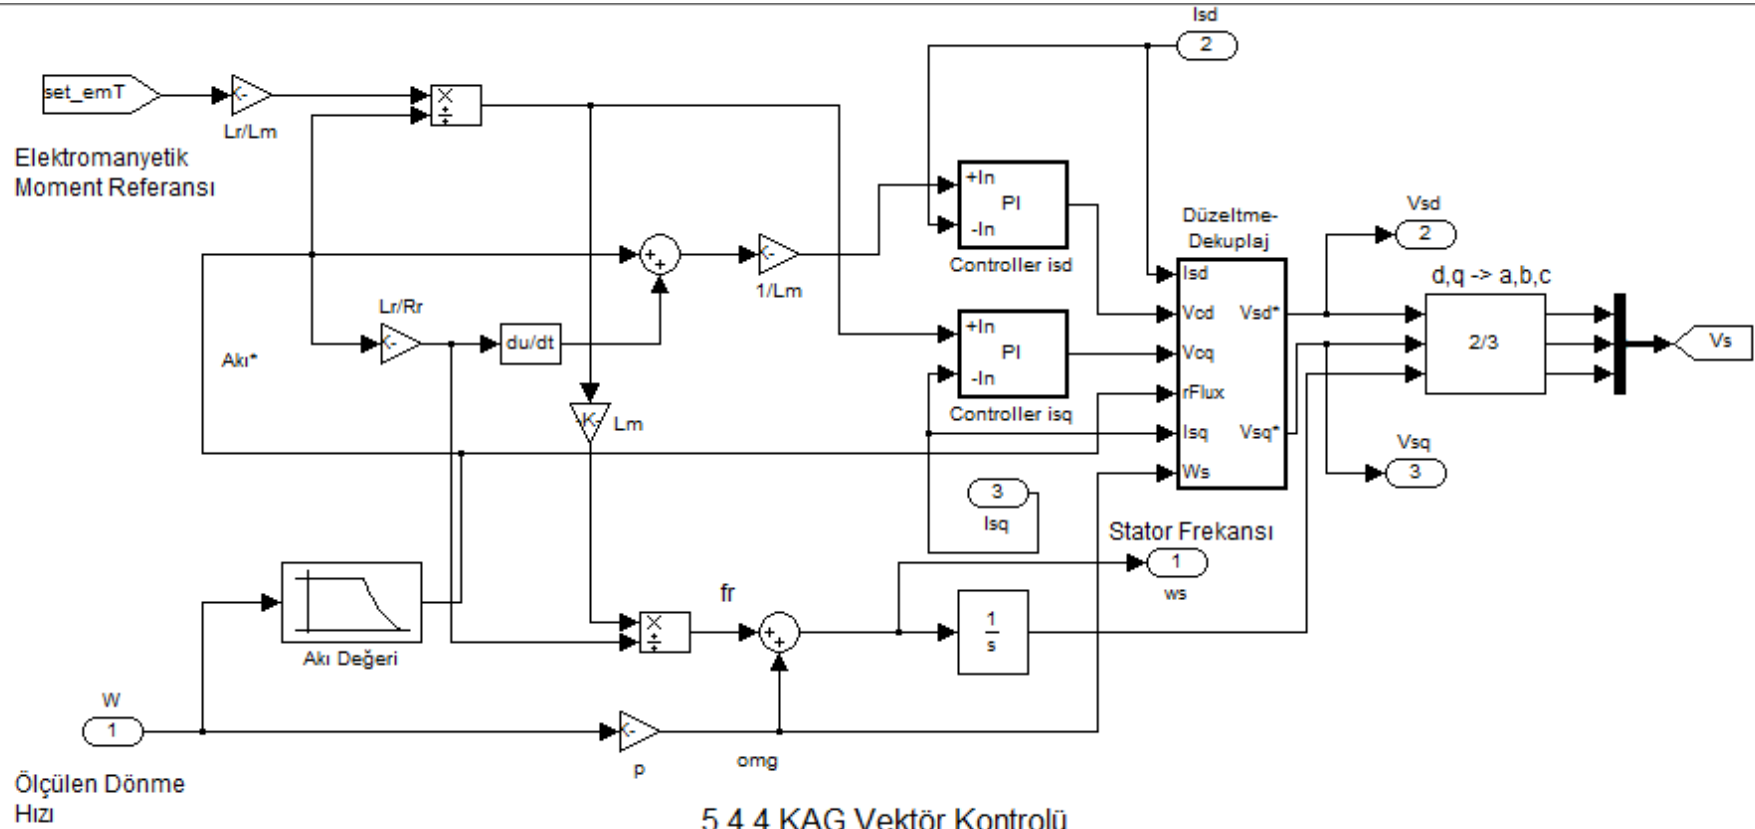 Isd
2
set_emT
Lr/Lm
×
÷
Elektromanyetik
Moment Referansı
+In
PI
-In
Controller isd
Düzeltme-
Dekuplaj
Vsd
2
+
+
1/Lm
Isd
Vcd
Voq
rFlux
Isq
Ws
Vsd*
Vsq*
d,q -> a,b,c
2/3
Vs
Lr/Rr
du/dt
Akı*
+In
PI
-In
Controller isq
-K-
Lm
Vsq
3
3
Isq
Stator Frekansı
1
ws
fr
×
÷
+
+
1
s
Akı Değeri
W
1
p
omg
Ölçülen Dönme
Hızı
5.4.4 KAG Vektör Kontrolü